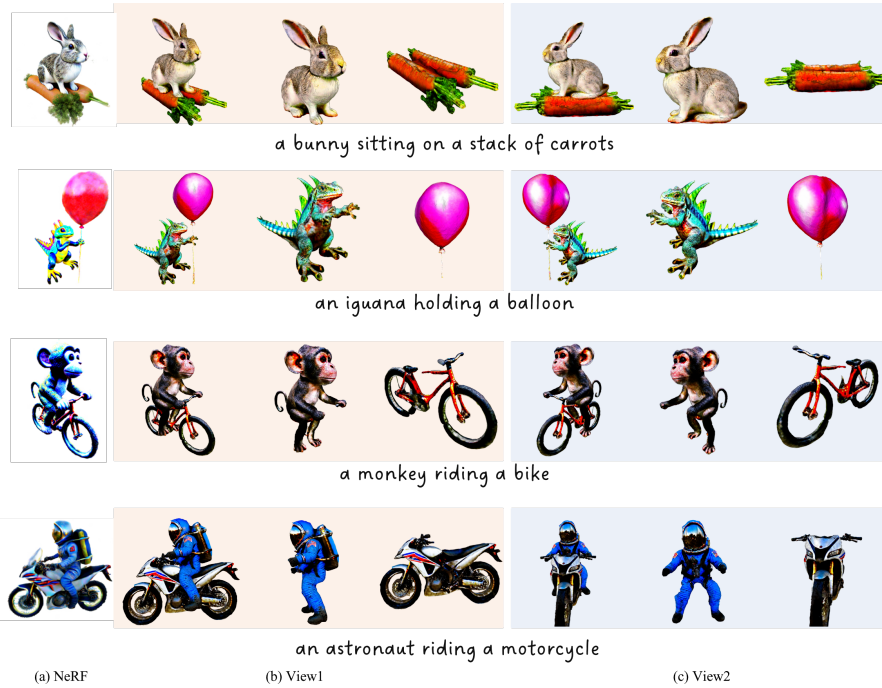 a bunny sitting on a stack of carrots
an iguana holding a balloon
a monkey riding a bike
an astronaut riding a motorcycle
(a) NeRF (b) View1 (c) View2